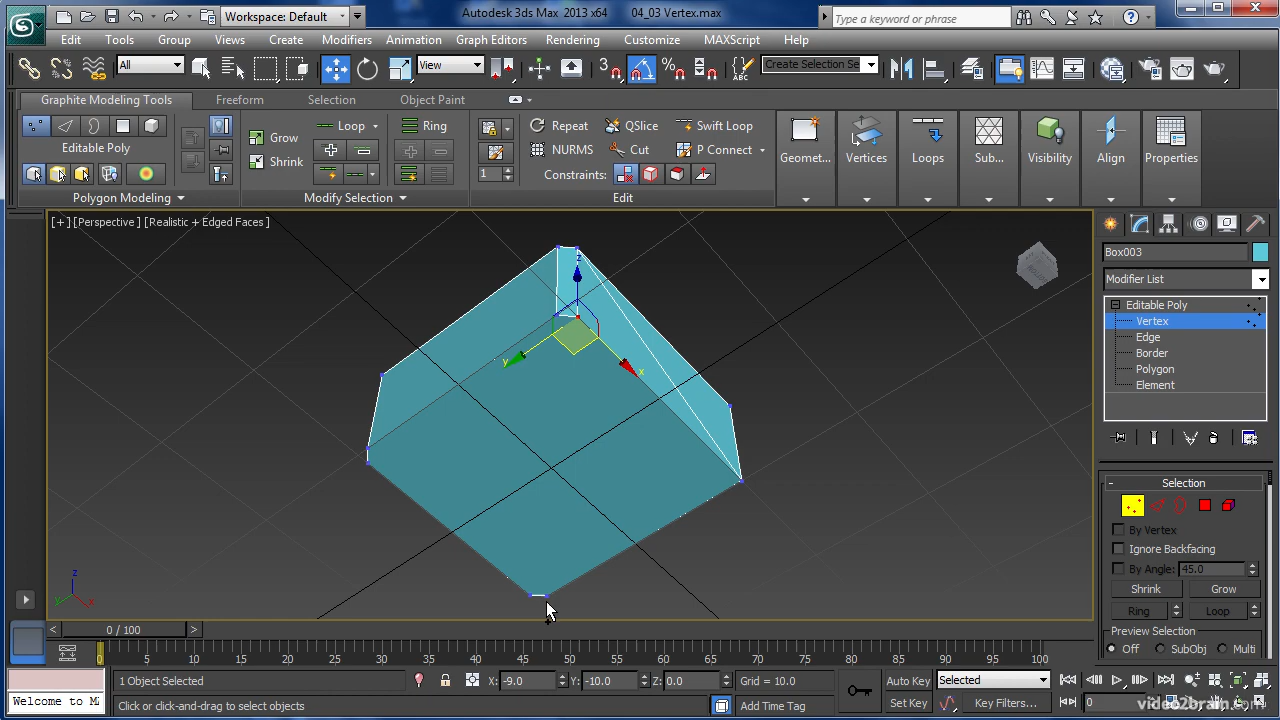 Workspace: Default
Autodesk 3ds Max 2013 x64 04_03 Vertex.max
Type a keyword or phrase
Edit Tools Group Views Create Modifiers Animation Graph Editors Rendering Customize MAXScript Help
All View 3 % ABC Create Selection Se
Graphite Modeling Tools Freeform Selection Object Paint
Grow Loop Ring Repeat QSlice Swift Loop
Editable Poly Shrink NURMS Cut P Connect
Geomet... Vertices Loops Sub... Visibility Align Properties
1 Constraints:
Polygon Modeling Modify Selection Edit
[+] [Perspective] [Realistic + Edged Faces]
Box003
Modifier List
Editable Poly
Vertex
Edge
Border
Polygon
Element
z
y
x
Selection
By Vertex
Ignore Backfacing
By Angle: 45.0
Shrink Grow
Ring Loop
Preview Selection
Off SubObj Multi
z
y x
< 0 / 100 >
0 5 10 15 20 25 30 35 40 45 50 55 60 65 70 75 80 85 90 95 100
1 Object Selected X: -9.0 Y: -10.0 Z: 0.0 Grid = 10.0 Auto Key Selected
Welcome to MA Click or click-and-drag to select objects Add Time Tag Set Key Key Filters... 0
video2brain.com